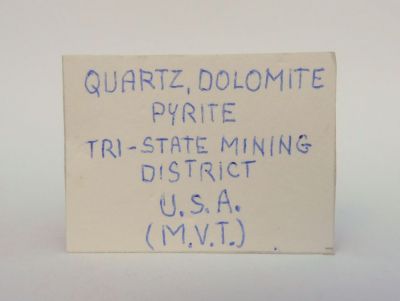 QUARTZ, DOLOMITE
PYRITE
TRI-STATE MINING
DISTRICT
U.S.A.
(M.V.T.)